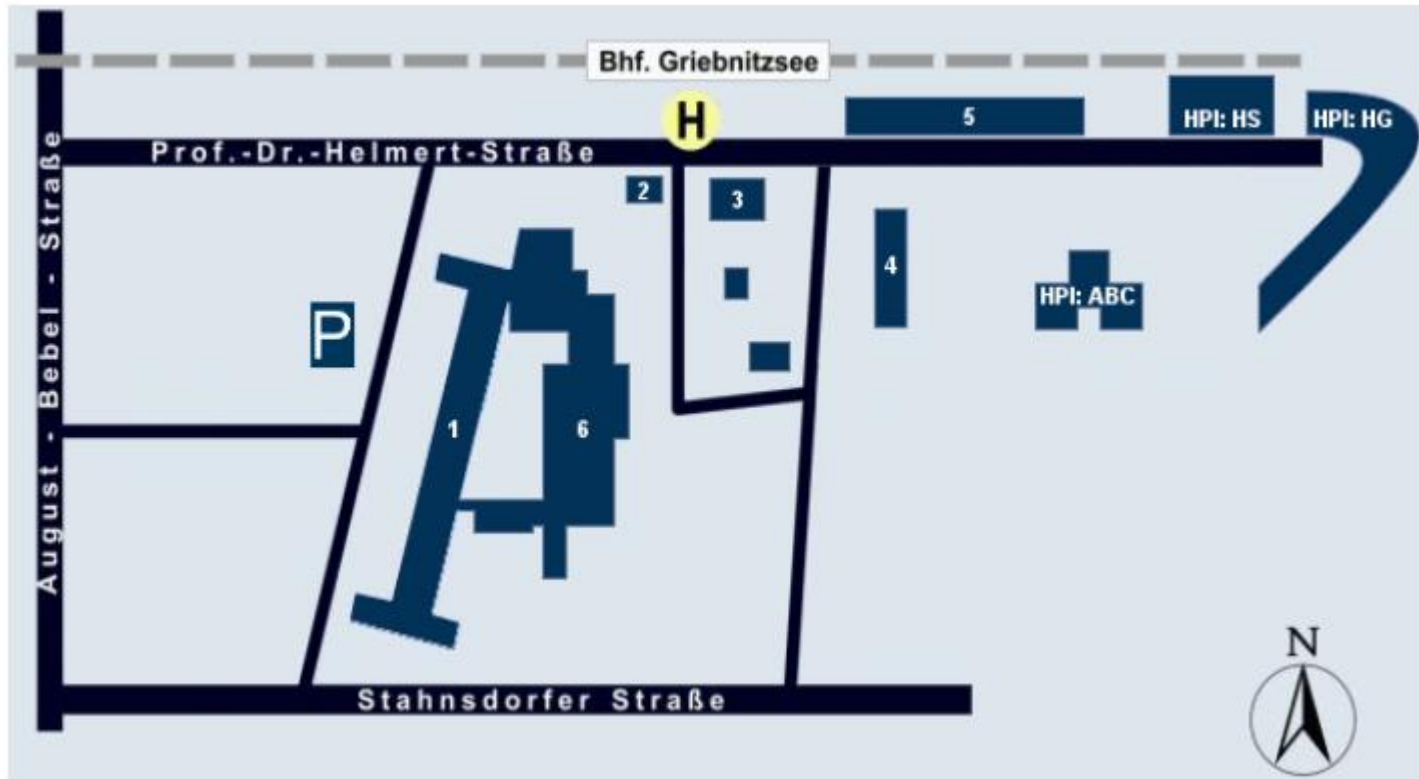 Bhf. Griebnitzsee
H
5
HPI: HS
HPI: HG
Prof.-Dr.-Helmert-Straße
2
3
4
HPI: ABC
P
August - Bebel - Straße
1
6
N
Stahnsdorfer Straße